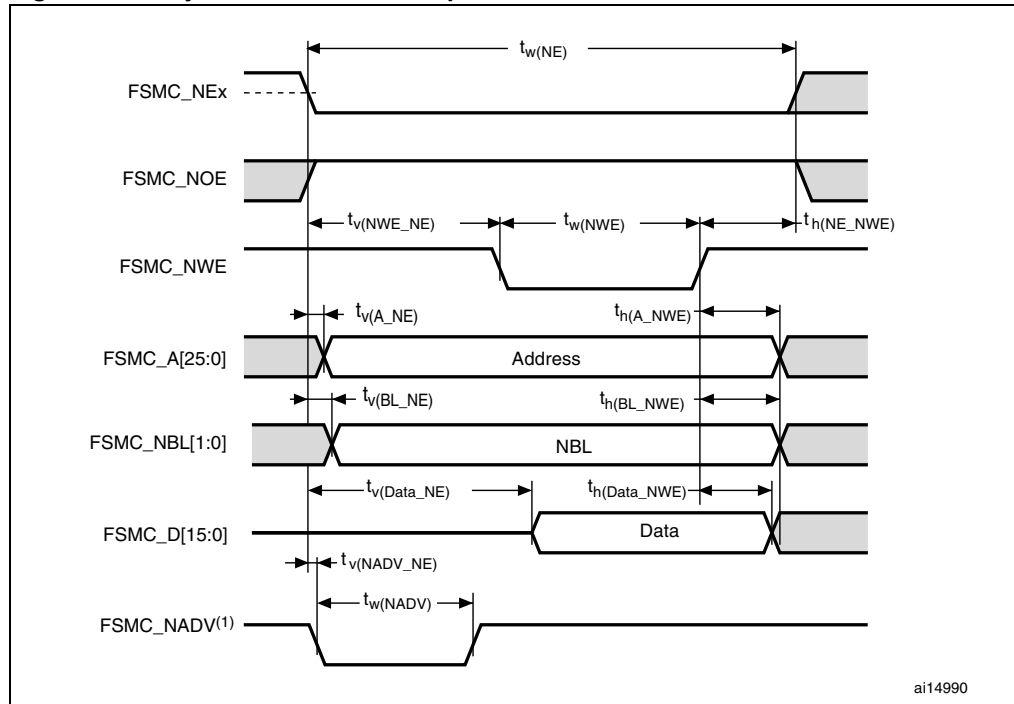 tw(NE)
FSMC_NEx
FSMC_NOE
tv(NWE_NE)
tw(NWE)
th(NE_NWE)
FSMC_NWE
tv(A_NE)
th(A_NWE)
FSMC_A[25:0]
Address
tv(BL_NE)
th(BL_NWE)
FSMC_NBL[1:0]
NBL
tv(Data_NE)
th(Data_NWE)
FSMC_D[15:0]
Data
tv(NADV_NE)
tw(NADV)
FSMC_NADV(1)
ai14990